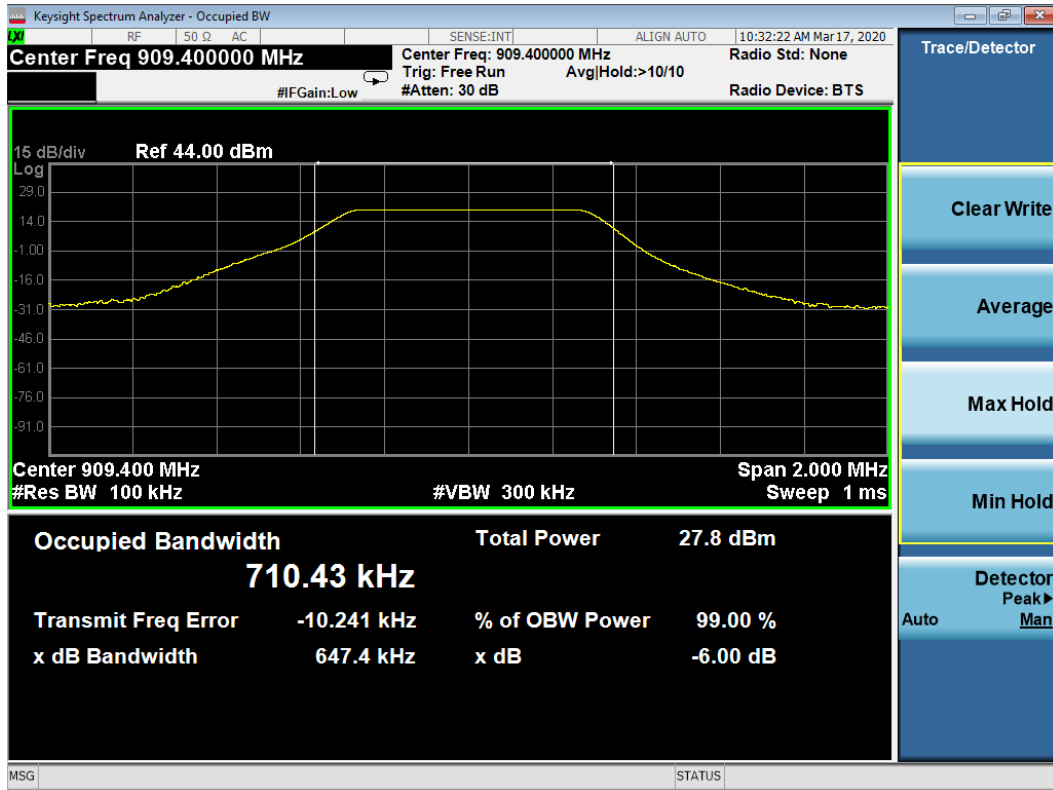 Keysight Spectrum Analyzer - Occupied BW
LXI RF 50 Ω AC SENSE:INT ALIGN AUTO 10:32:22 AM Mar 17, 2020
Center Freq 909.400000 MHz
Center Freq: 909.400000 MHz Radio Std: None
Trig: Free Run Avg|Hold:>10/10
#IFGain:Low #Atten: 30 dB Radio Device: BTS
15 dB/div Ref 44.00 dBm
Log
29.0
14.0
-1.00
-16.0
-31.0
-46.0
-61.0
-76.0
-91.0
Center 909.400 MHz Span 2.000 MHz
#Res BW 100 kHz #VBW 300 kHz Sweep 1 ms
Occupied Bandwidth Total Power 27.8 dBm
710.43 kHz
Transmit Freq Error -10.241 kHz % of OBW Power 99.00 %
x dB Bandwidth 647.4 kHz x dB -6.00 dB
MSG STATUS
Trace/Detector
Clear Write
Average
Max Hold
Min Hold
Detector
Peak▶
Auto Man